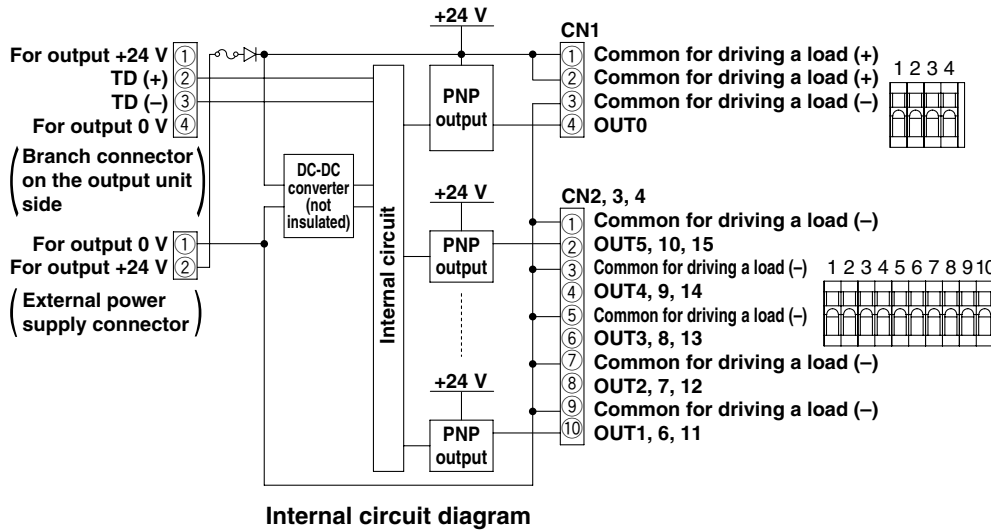 For output +24 V ①
TD (+) ②
TD (–) ③
For output 0 V ④
(Branch connector
on the output unit
side)
For output 0 V ①
For output +24 V ②
(External power
supply connector)
DC-DC
converter
(not
insulated)
Internal circuit
+24 V
PNP
output
+24 V
PNP
output
+24 V
PNP
output
CN1
① Common for driving a load (+)
② Common for driving a load (+)
③ Common for driving a load (–)
④ OUT0
1 2 3 4
CN2, 3, 4
① Common for driving a load (–)
② OUT5, 10, 15
③ Common for driving a load (–)
④ OUT4, 9, 14
⑤ Common for driving a load (–)
⑥ OUT3, 8, 13
⑦ Common for driving a load (–)
⑧ OUT2, 7, 12
⑨ Common for driving a load (–)
⑩ OUT1, 6, 11
1 2 3 4 5 6 7 8 9 10
Internal circuit diagram